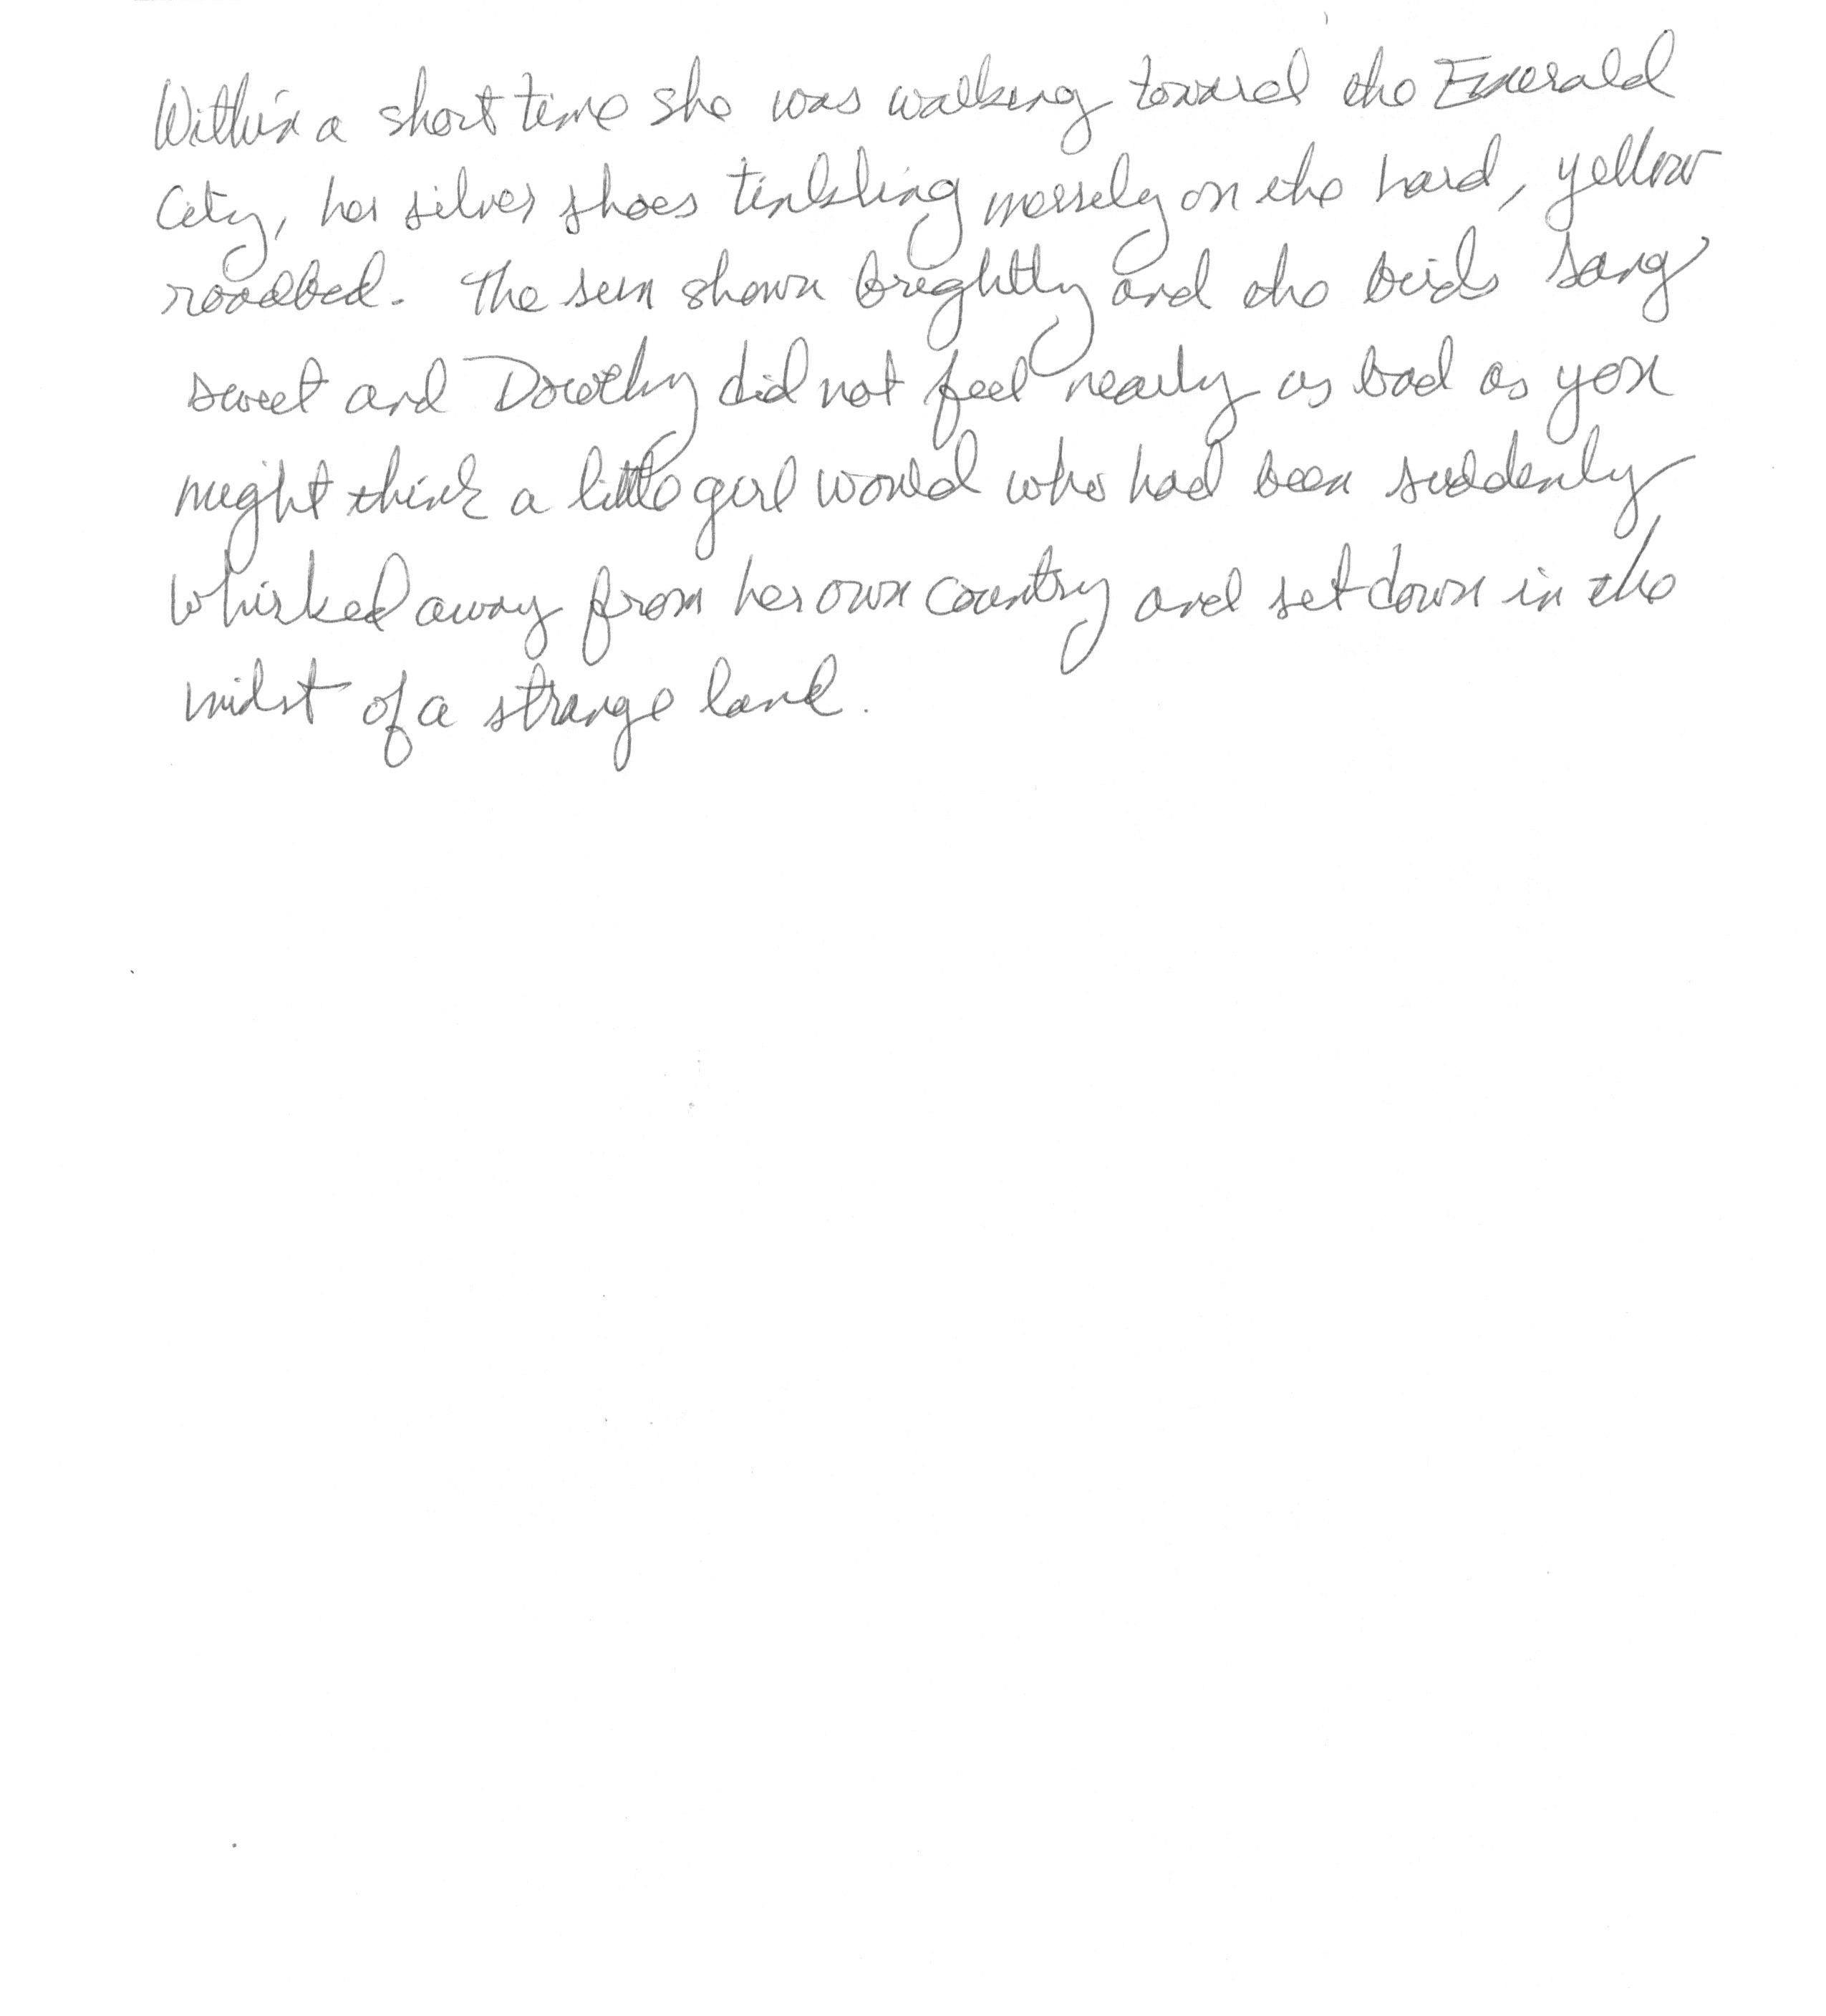 Within a short time she was walking toward the Emerald
City, her silver shoes tinkling merrily on the hard, yellow
roadbed. The sun shown brightly and the birds sang
sweet and Dorothy did not feel nearly as bad as you
might think a little girl would who had been suddenly
whisked away from her own country and set down in the
midst of a strange land.